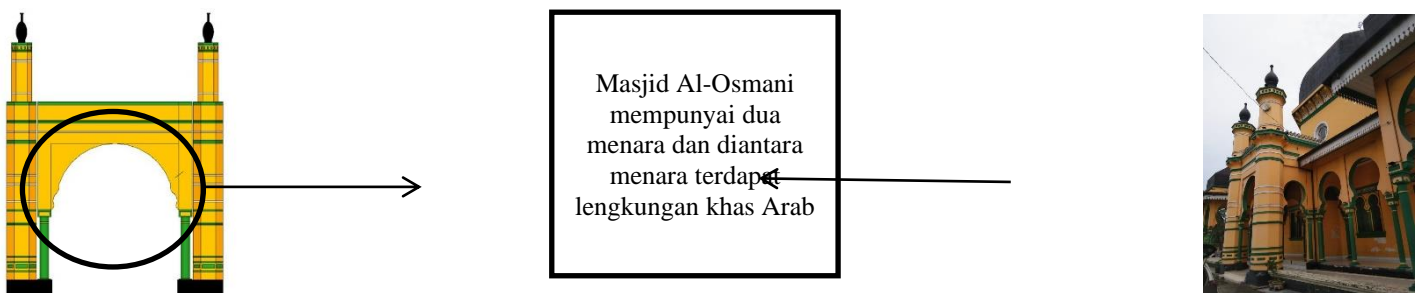 Masjid Al-Osmani
mempunyai dua
menara dan diantara
menara terdapat
lengkungan khas Arab